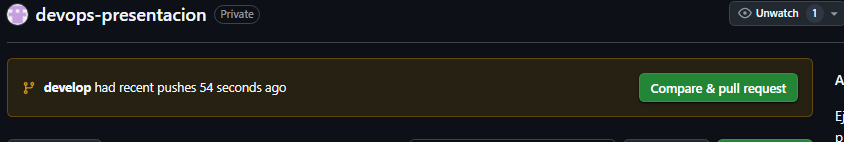 devops-presentacion Private Unwatch 1
develop had recent pushes 54 seconds ago Compare & pull request